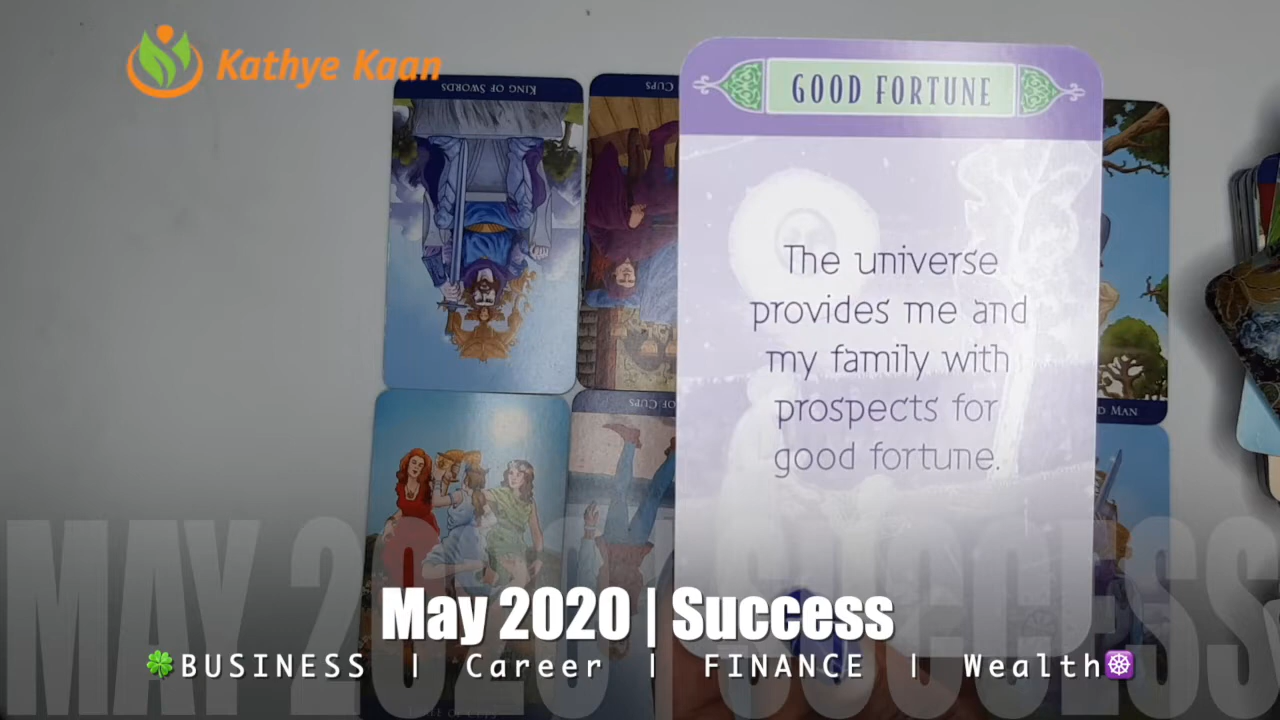 Kathye Kaan
KING OF SWORDS
CUPS
GOOD FORTUNE
The universe
provides me and
my family with
prospects for
good fortune.
OF CUPS
D MAN
MAY 2020 | SUCCESS
May 2020 | Success
🍀BUSINESS | Career | FINANCE | Wealth☸️